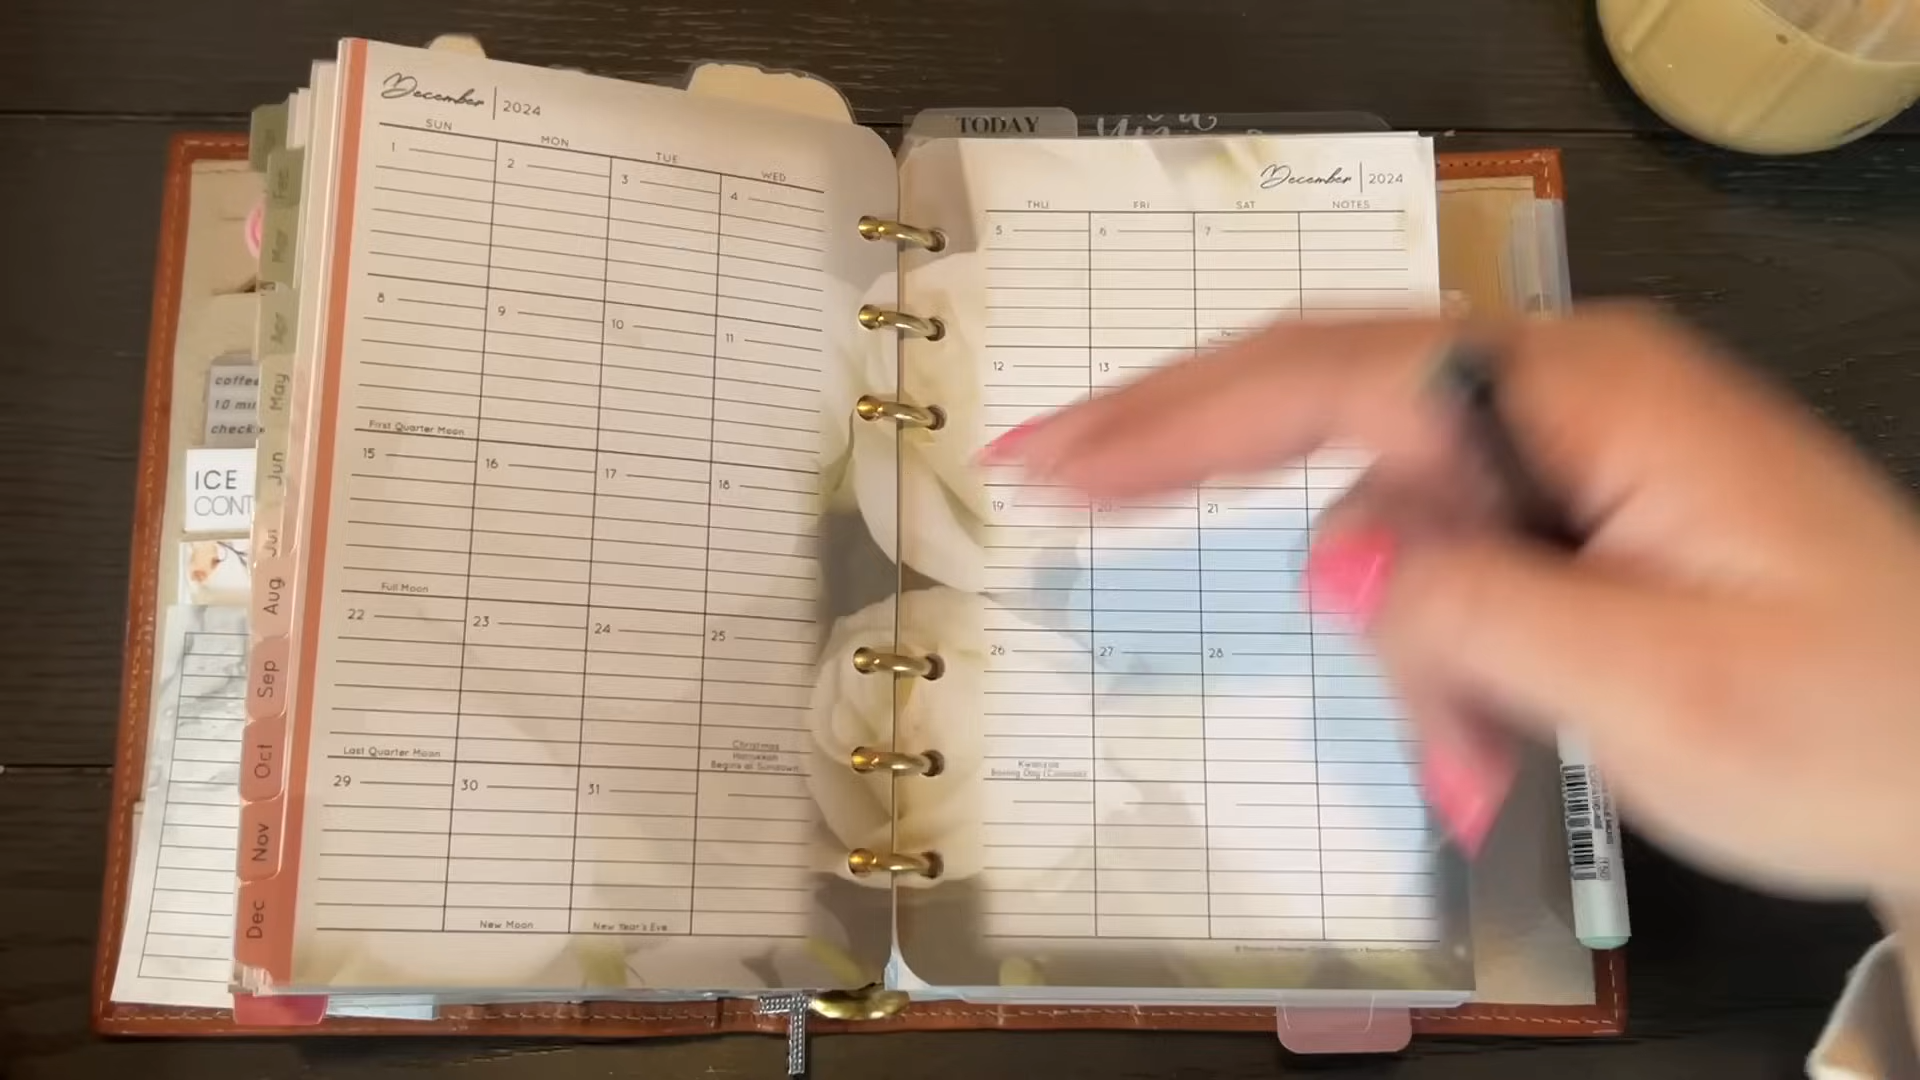 December | 2024
SUN MON TUE WED
1 2 3 4
8 9 10 11
First Quarter Moon
15 16 17 18
Full Moon
22 23 24 25
Last Quarter Moon
Christmas
Hanukkah
Begins at Sundown
29 30 31
New Moon New Year's Eve
TODAY
December | 2024
THU FRI SAT NOTES
5 6 7
12 13
19 20 21
26 27 28
Kwanzaa
Boxing Day (Canada)
Feb
Mar
Apr
May
Jun
Jul
Aug
Sep
Oct
Nov
Dec
coffee
10 min
check
ICE
CONT